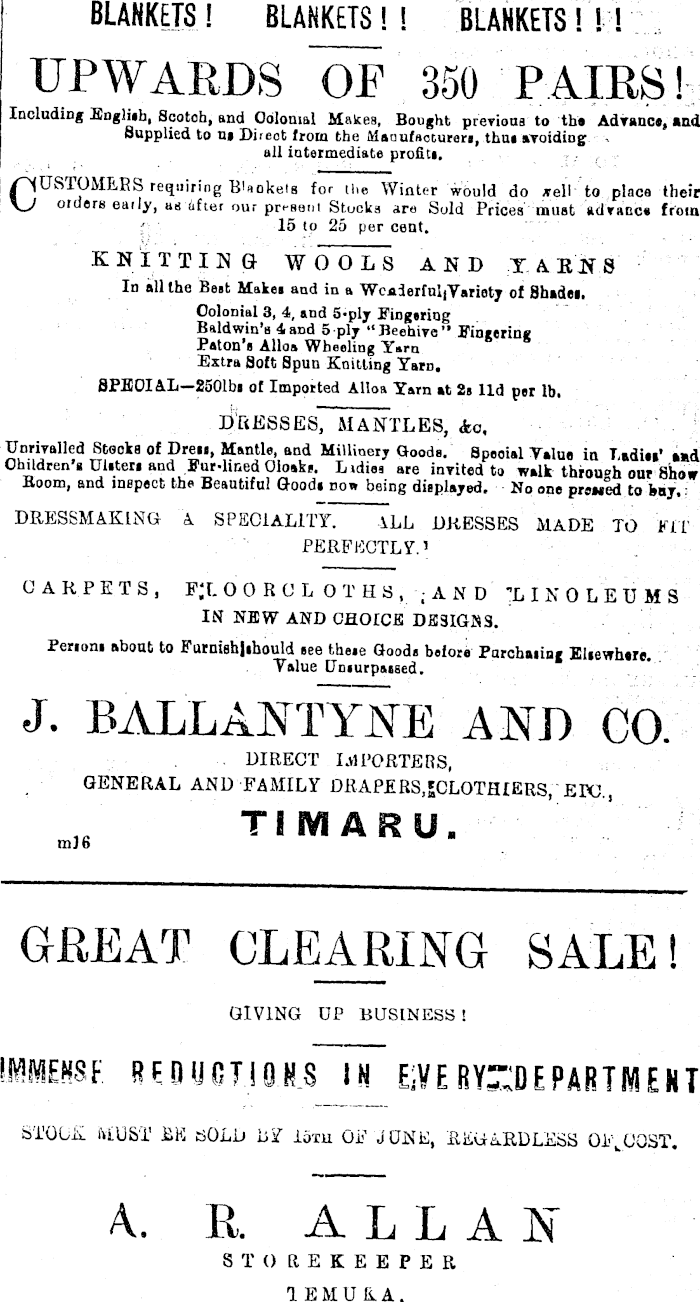 BLANKETS! BLANKETS!! BLANKETS!!!
UPWARDS OF 350 PAIRS!
Including English, Scotch, and Colonial Makes, Bought previous to the Advance, and
Supplied to us Direct from the Manufacturers, thus avoiding
all intermediate profits.
CUSTOMERS requiring Blankets for the Winter would do well to place their
orders early, as after our present Stocks are Sold Prices must advance from
15 to 25 per cent.
KNITTING WOOLS AND YARNS
In all the Best Makes and in a Wonderful Variety of Shades.
Colonial 3, 4, and 5-ply Fingering
Baldwin's 4 and 5 ply "Beehive" Fingering
Paton's Alloa Wheeling Yarn
Extra Soft Spun Knitting Yarn.
SPECIAL—250lbs of Imported Alloa Yarn at 2s 11d per lb.
DRESSES, MANTLES, &c.
Unrivalled Stocks of Dress, Mantle, and Millinery Goods. Special Value in Ladies' and
Children's Ulsters and Fur-lined Cloaks. Ladies are invited to walk through our Show
Room, and inspect the Beautiful Goods now being displayed. No one pressed to buy.
DRESSMAKING A SPECIALITY. ALL DRESSES MADE TO FIT
PERFECTLY.
CARPETS, FLOORCLOTHS, AND LINOLEUMS
IN NEW AND CHOICE DESIGNS.
Persons about to Furnish should see these Goods before Purchasing Elsewhere.
Value Unsurpassed.
J. BALLANTYNE AND CO.
DIRECT IMPORTERS,
GENERAL AND FAMILY DRAPERS, CLOTHIERS, ETC.,
TIMARU.
m16
GREAT CLEARING SALE!
GIVING UP BUSINESS!
IMMENSE REDUCTIONS IN EVERY DEPARTMENT
STOCK MUST BE SOLD BY 15TH OF JUNE, REGARDLESS OF COST.
A. R. ALLAN
STOREKEEPER
TEMUKA.